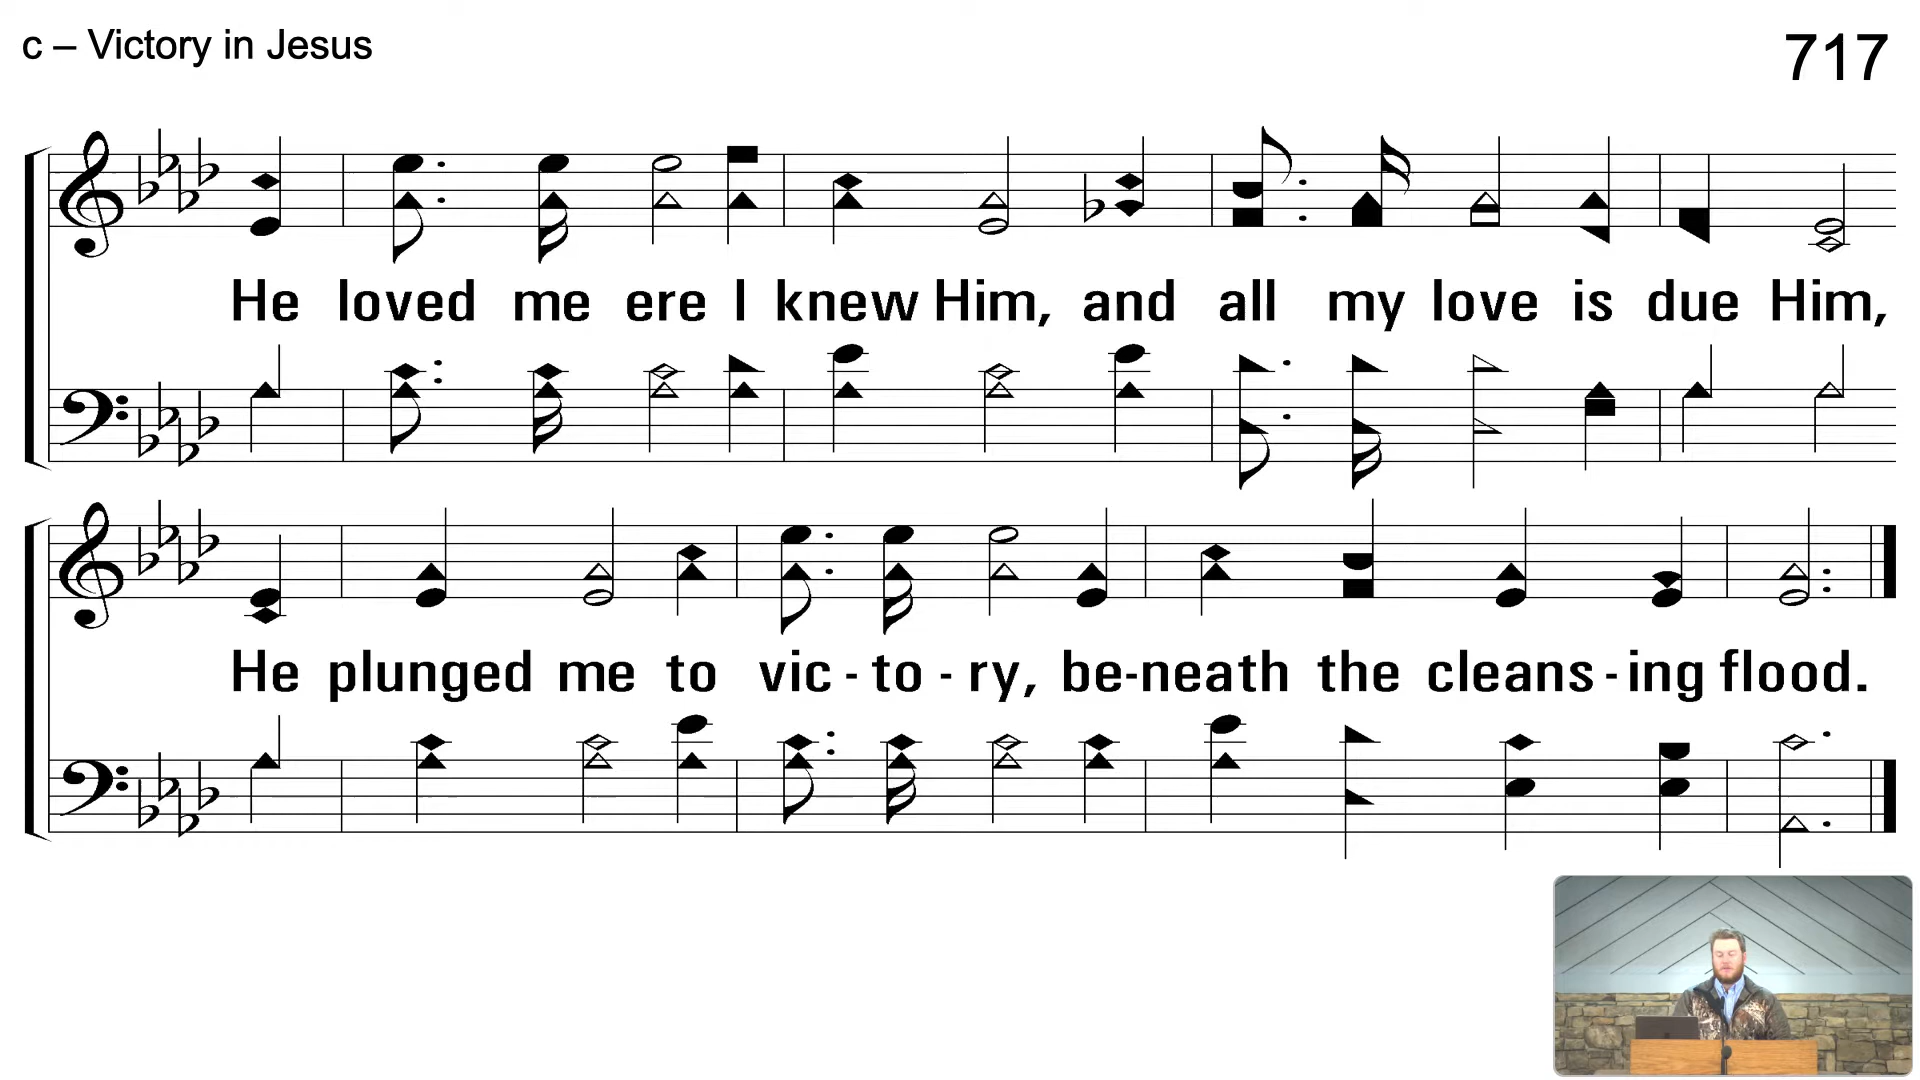 c – Victory in Jesus
717
He loved me ere I knew Him, and all my love is due Him,
He plunged me to vic - to - ry, be-neath the cleans - ing flood.